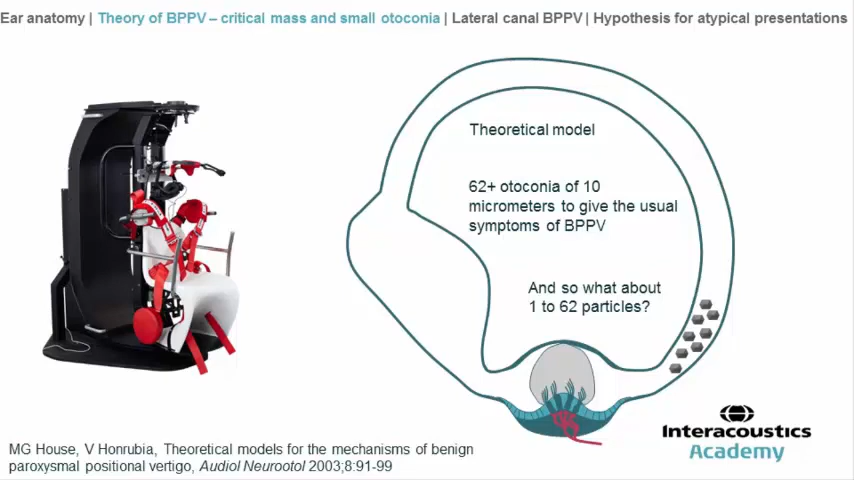 Ear anatomy | Theory of BPPV – critical mass and small otoconia | Lateral canal BPPV | Hypothesis for atypical presentations
Theoretical model
62+ otoconia of 10
micrometers to give the usual
symptoms of BPPV
And so what about
1 to 62 particles?
MG House, V Honrubia, Theoretical models for the mechanisms of benign
paroxysmal positional vertigo, Audiol Neurootol 2003;8:91-99
Interacoustics
Academy